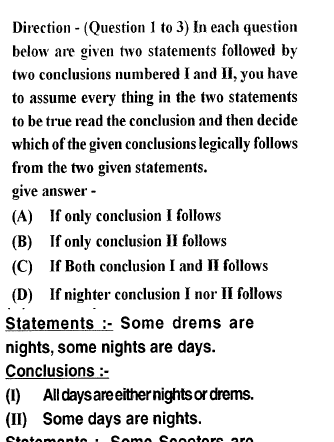 Direction - (Question 1 to 3) In each question
below are given two statements followed by
two conclusions numbered I and II, you have
to assume every thing in the two statements
to be true read the conclusion and then decide
which of the given conclusions legically follows
from the two given statements.
give answer -
(A) If only conclusion I follows
(B) If only conclusion II follows
(C) If Both conclusion I and II follows
(D) If nighter conclusion I nor II follows
Statements :- Some drems are
nights, some nights are days.
Conclusions :-
(I) All days are either nights or drems.
(II) Some days are nights.
Statements :- Some Scooters are